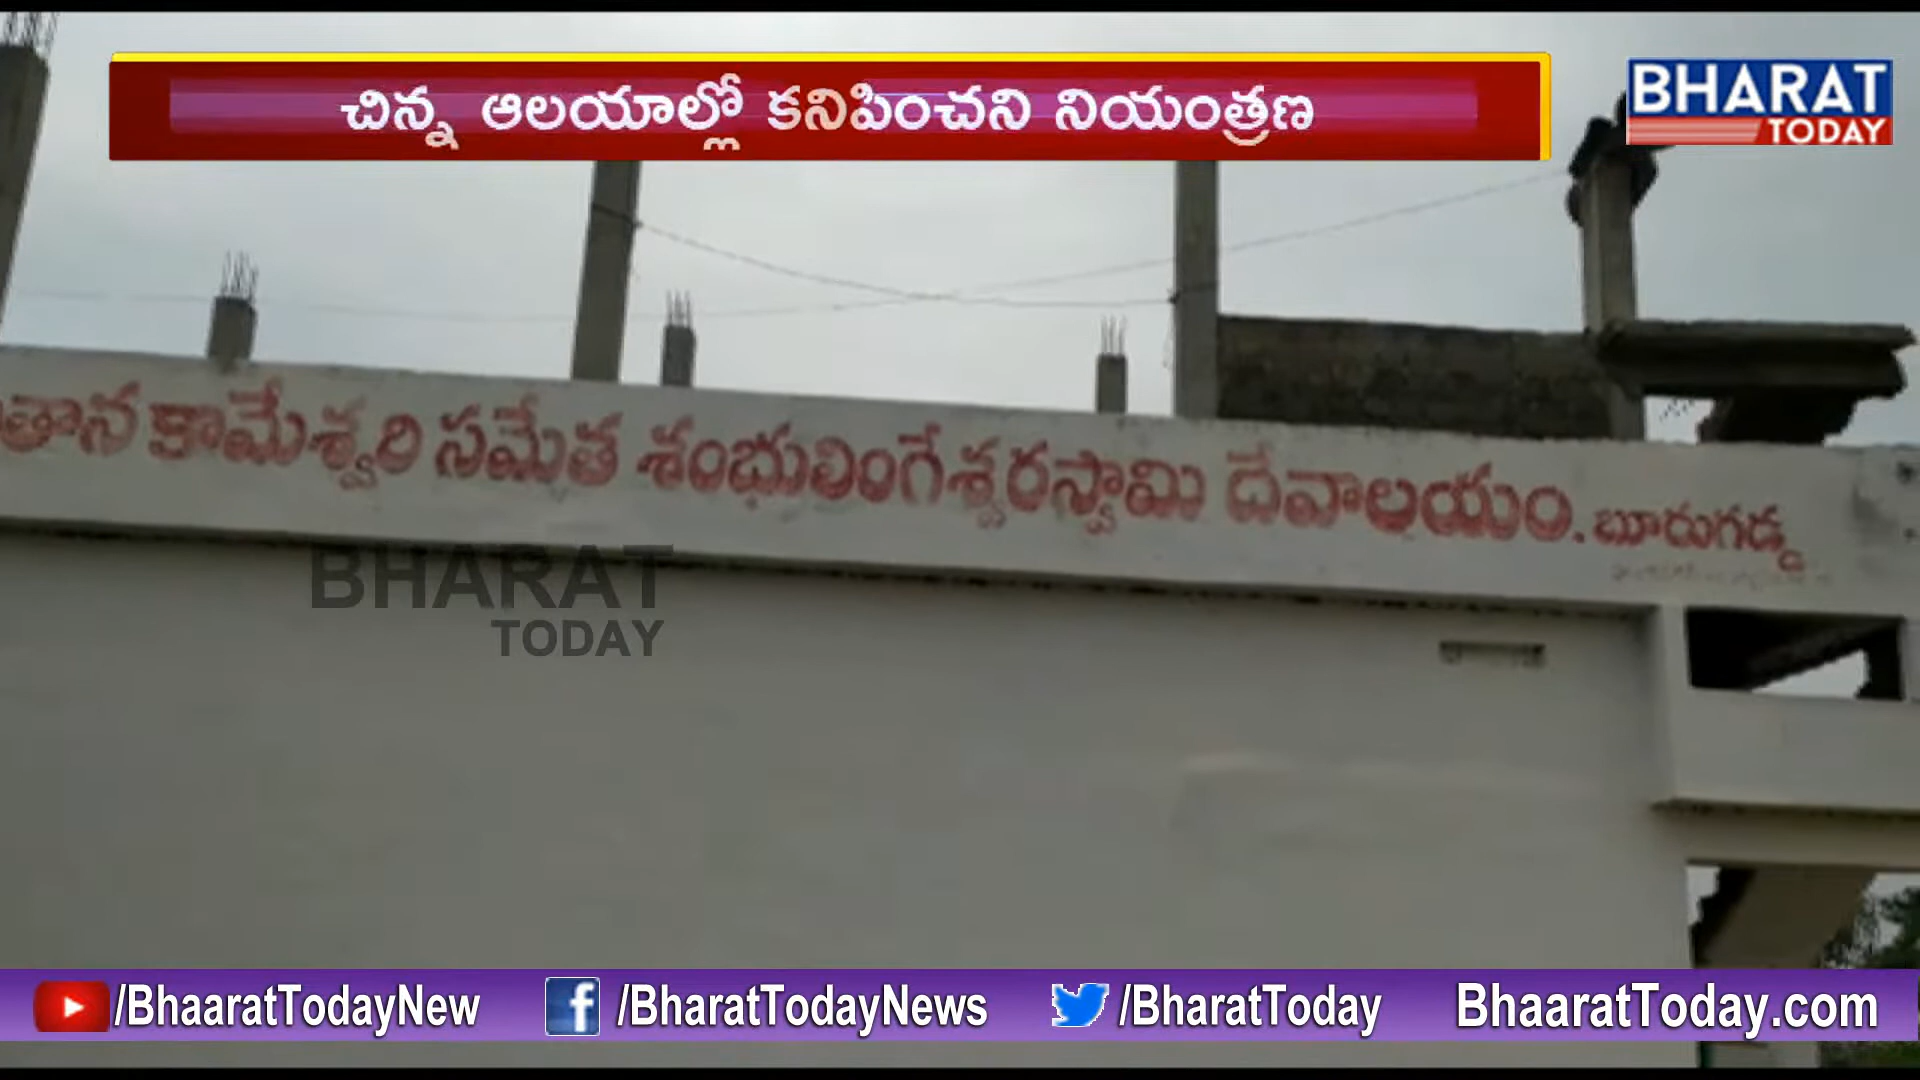 చిన్న ఆలయాల్లో కనిపించని నియంత్రణ
BHARAT
TODAY
కామేశ్వరి సమేత శంభులింగేశ్వరస్వామి దేవాలయం. బూరుగడ్డ
BHARAT
TODAY
/BhaaratTodayNew /BharatTodayNews /BharatToday BhaaratToday.com